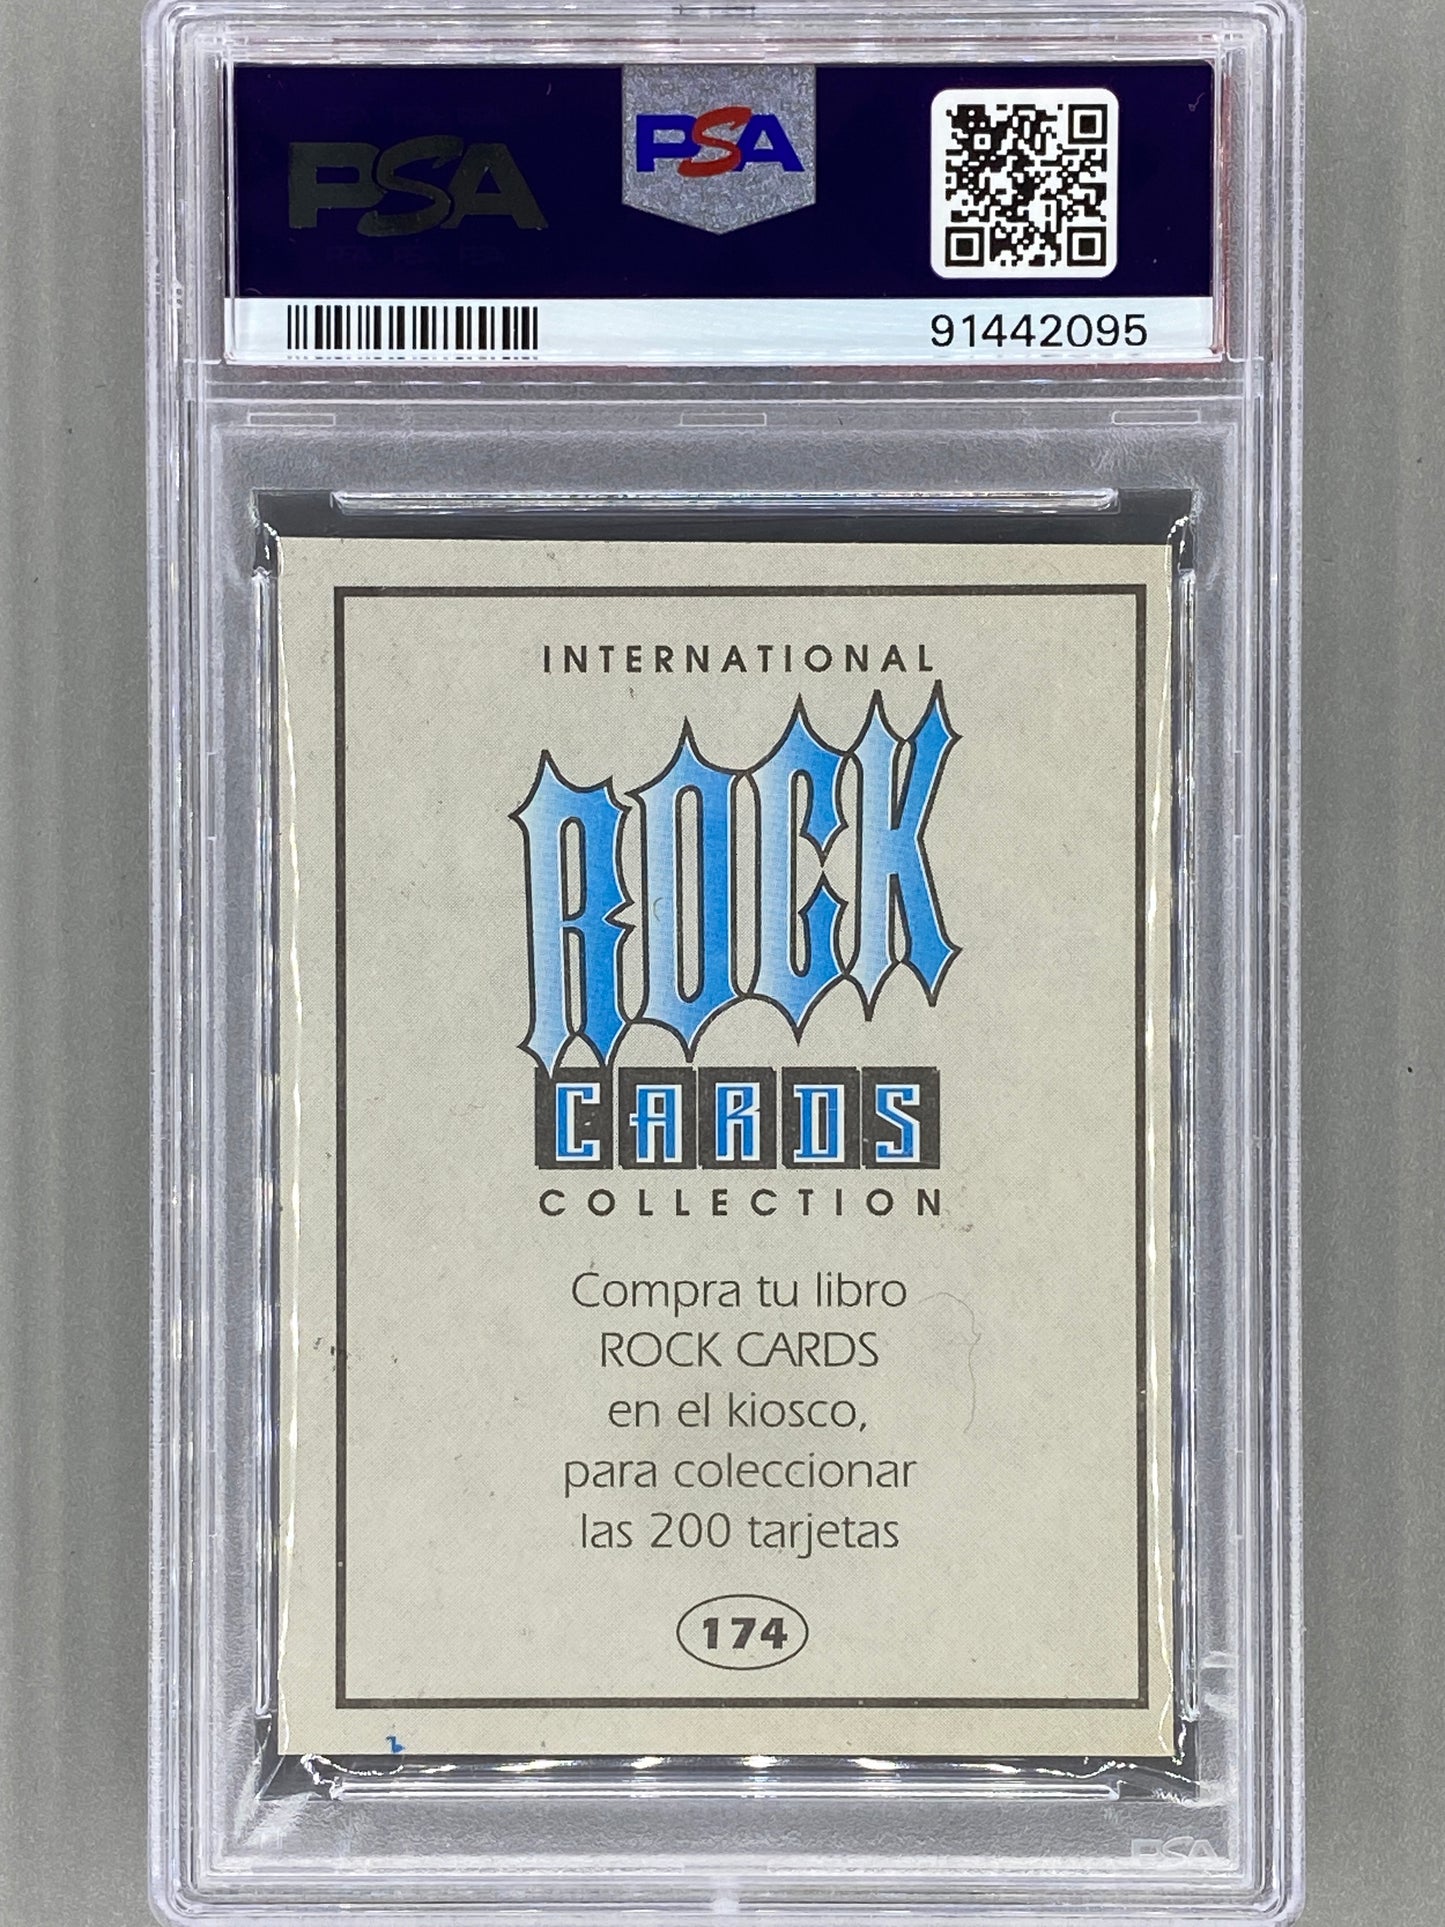 PSA
PSA
91442095
INTERNATIONAL
ROCK
CARDS
COLLECTION
Compra tu libro
ROCK CARDS
en el kiosco,
para coleccionar
las 200 tarjetas
174
PSA